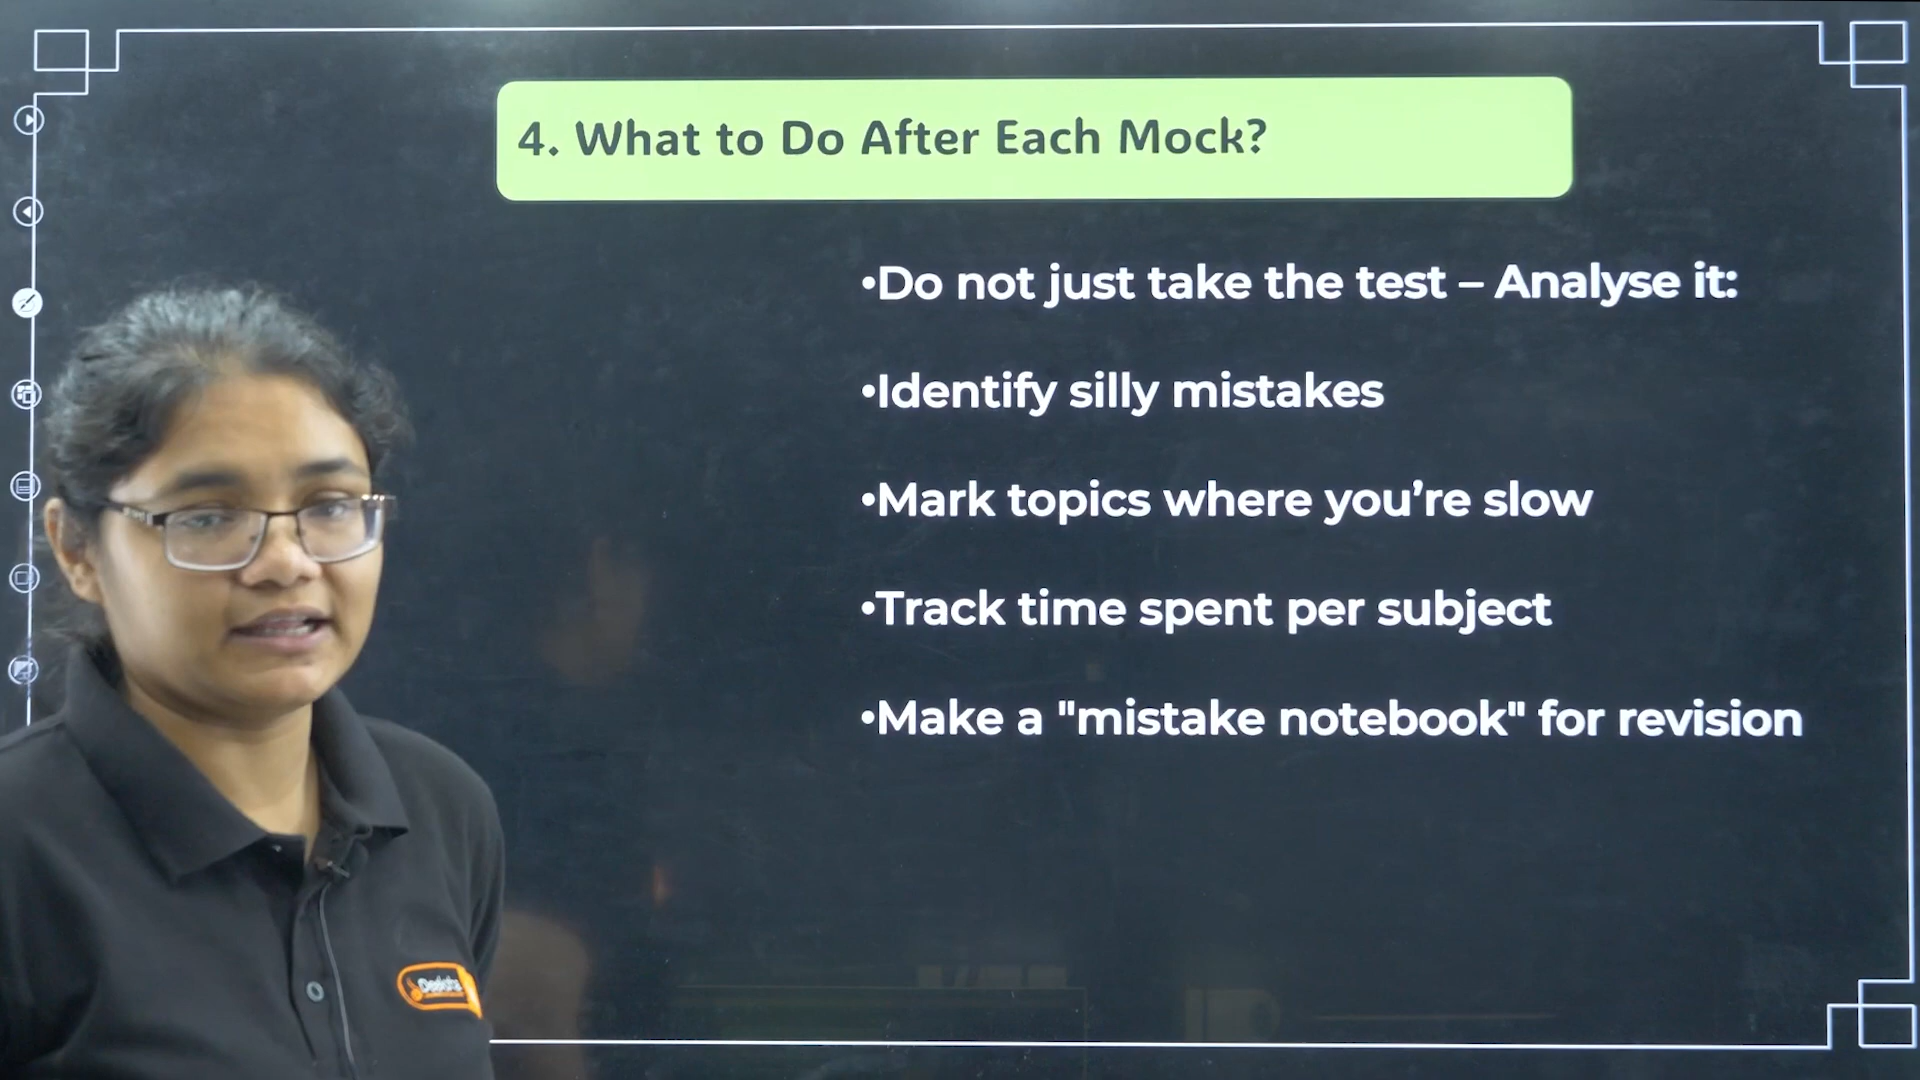 4. What to Do After Each Mock?
•Do not just take the test – Analyse it:
•Identify silly mistakes
•Mark topics where you’re slow
•Track time spent per subject
•Make a "mistake notebook" for revision